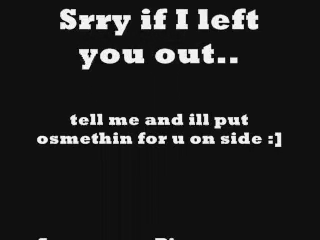 Srry if I left
you out..
tell me and ill put
osmethin for u on side :]